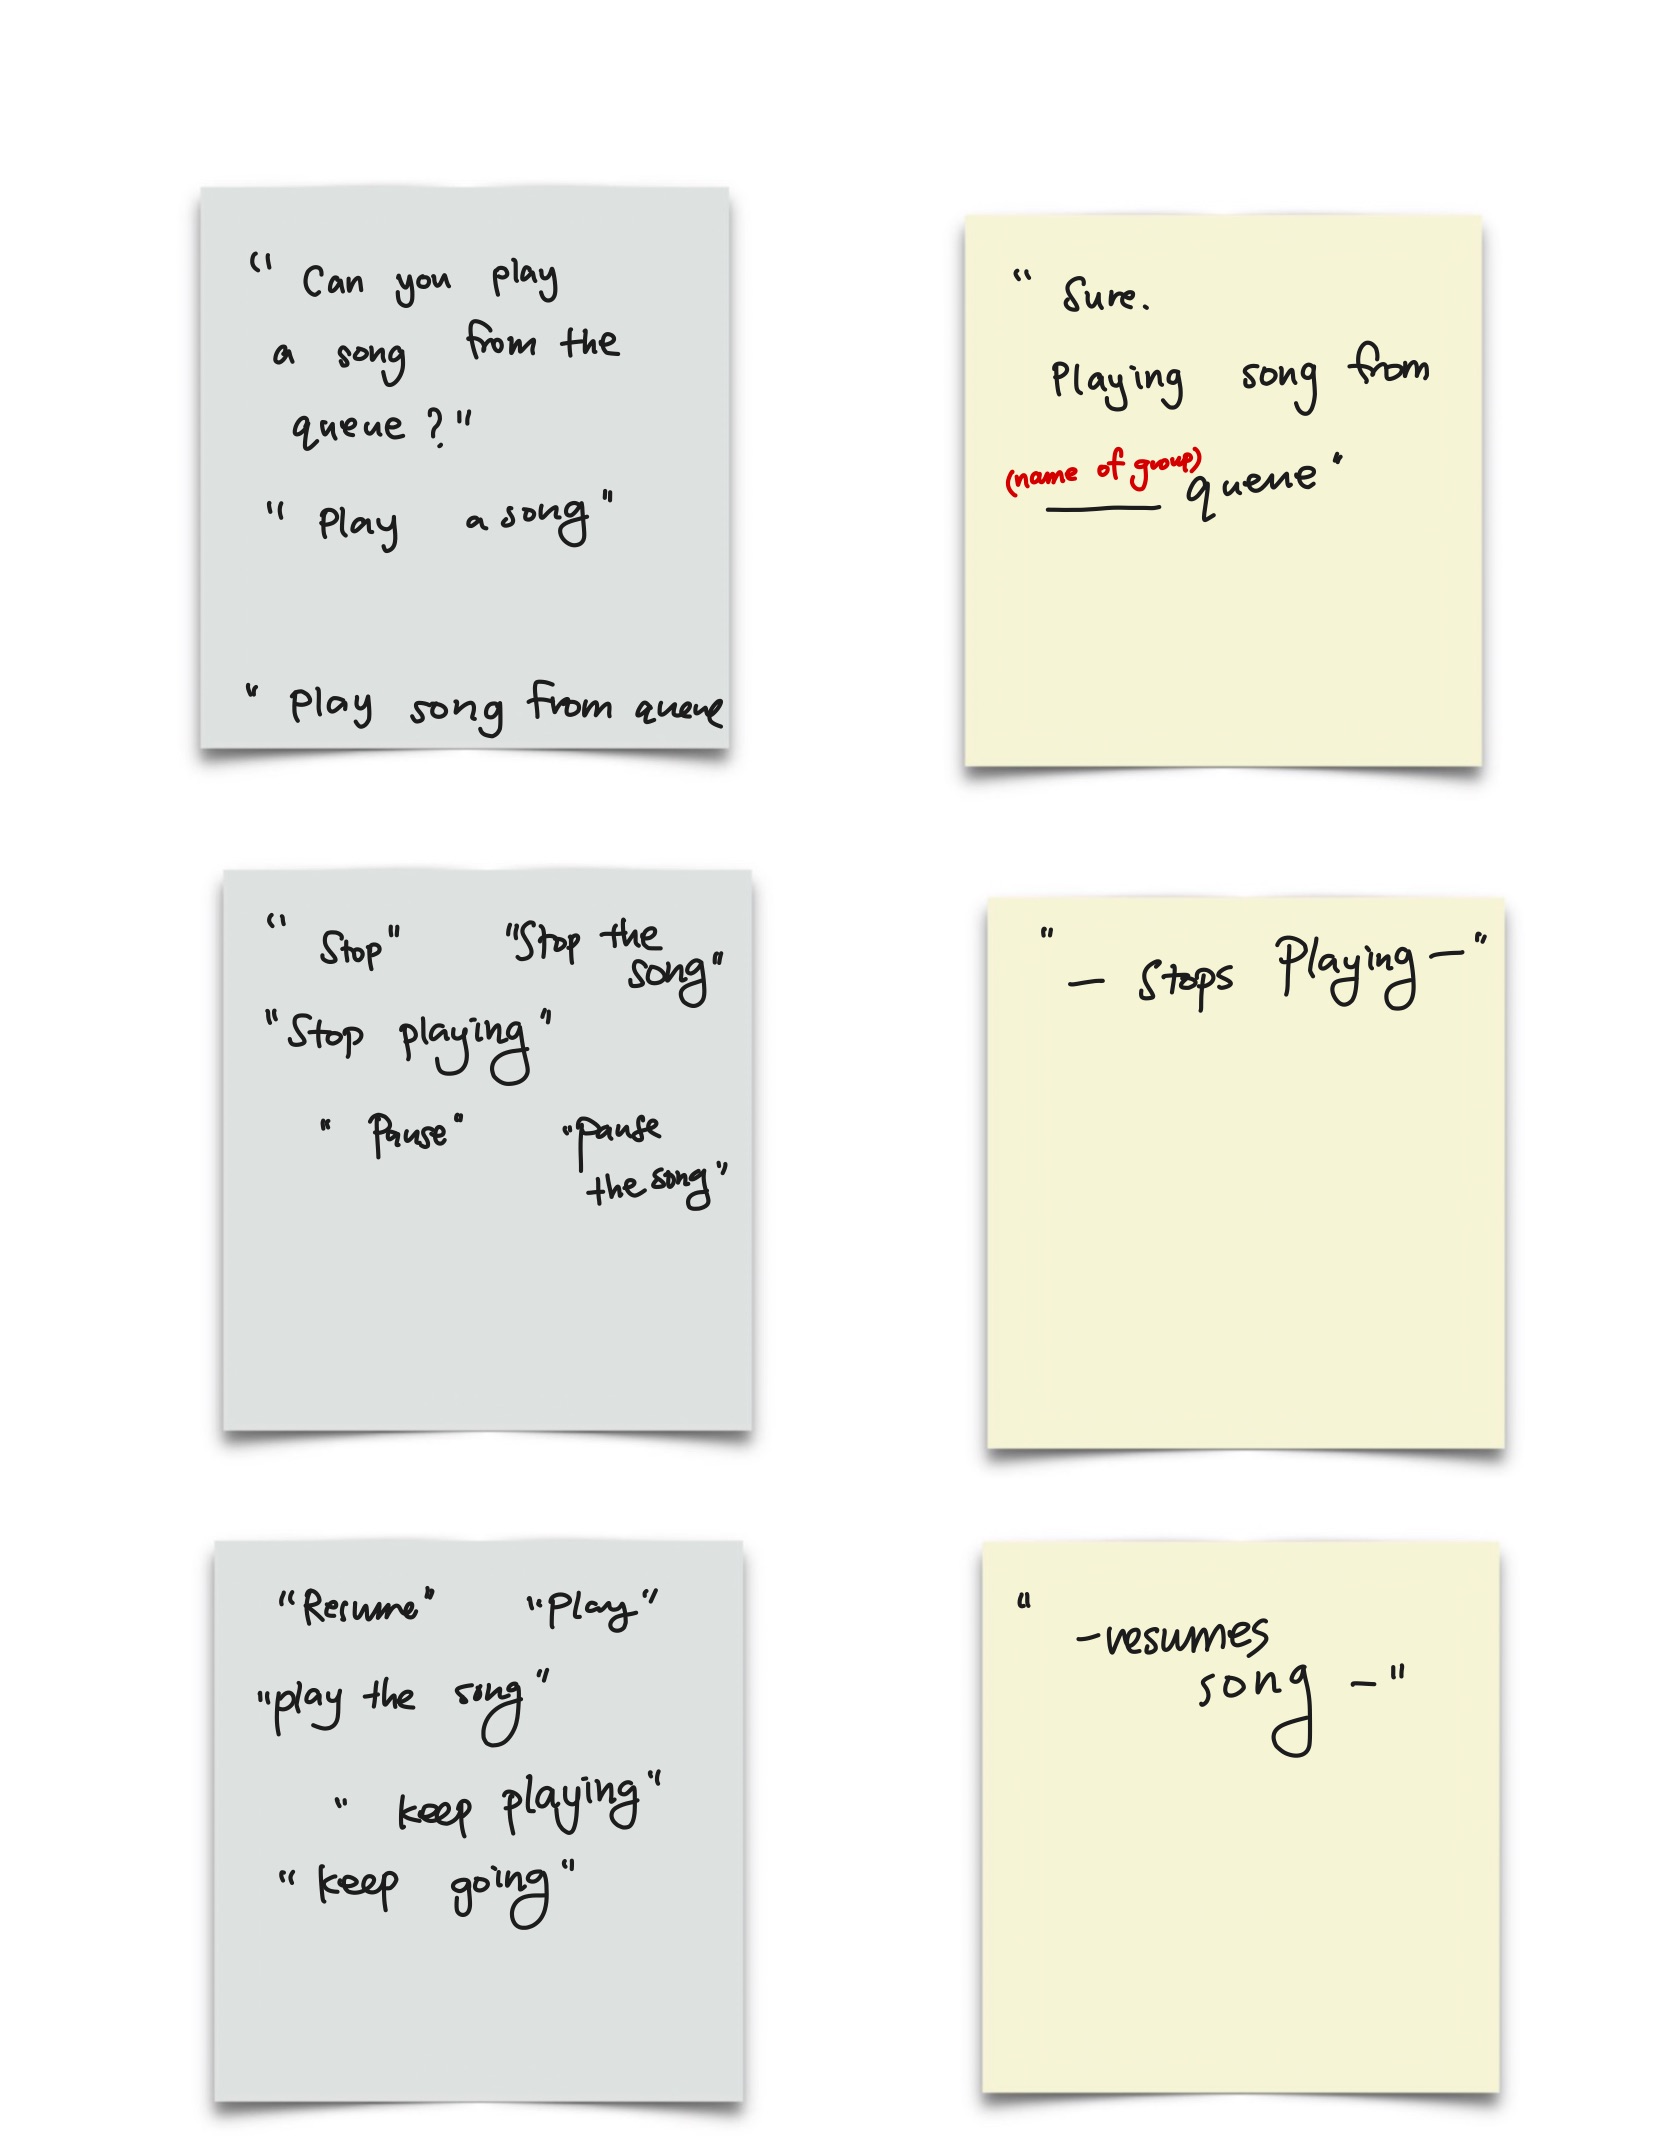 “Can you play
a song from the
queue?"
“Play a song"
“Play song from queue
“Sure.
Playing song from
(name of group)
___ queue"
“Stop" "Stop the
song"
"Stop playing"
“Pause" "pause
the song"
"
— Stops Playing —"
“Resume" "Play"
"play the song"
“keep playing"
“keep going"
"
-resumes
song -"